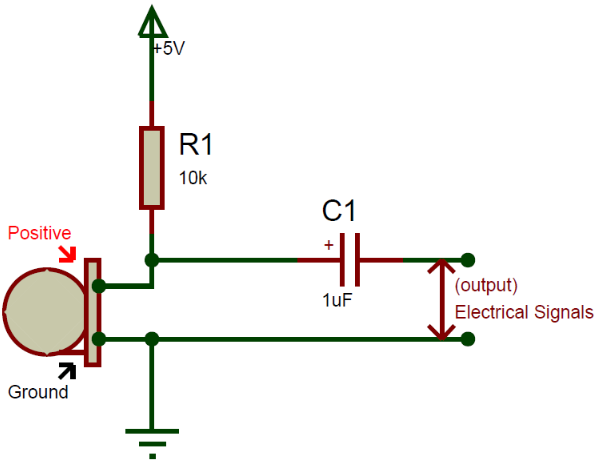 +5V
R1
10k
C1
Positive
+
(output)
1uF
Electrical Signals
Ground